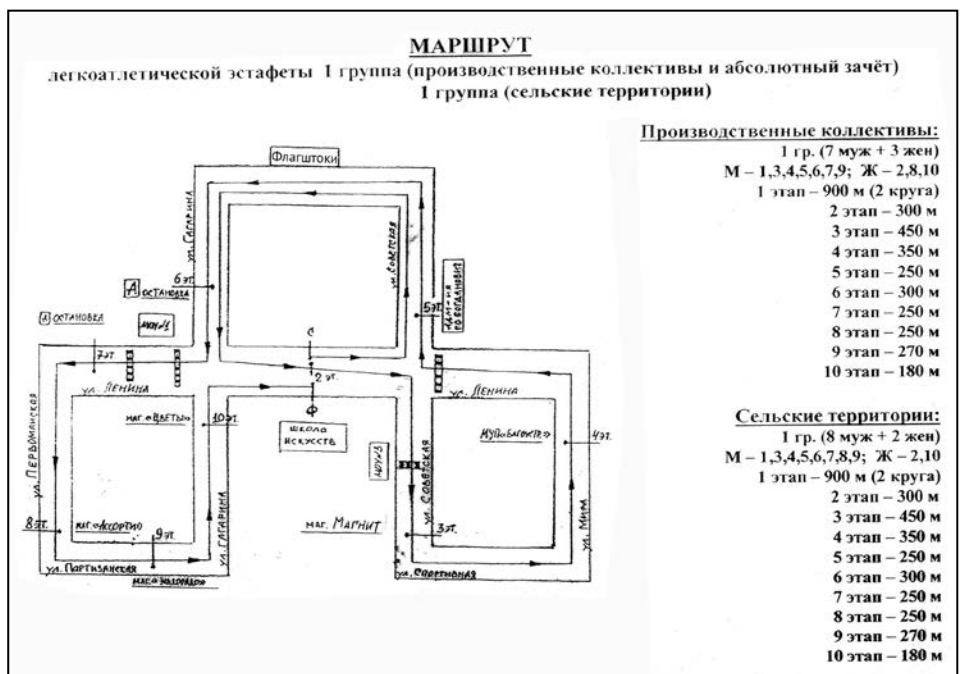 МАРШРУТ
легкоатлетической эстафеты 1 группа (производственные коллективы и абсолютный зачёт)
1 группа (сельские территории)
Производственные коллективы:
1 гр. (7 муж + 3 жен)
М – 1,3,4,5,6,7,9; Ж – 2,8,10
1 этап – 900 м (2 круга)
2 этап – 300 м
3 этап – 450 м
4 этап – 350 м
5 этап – 250 м
6 этап – 300 м
7 этап – 250 м
8 этап – 250 м
9 этап – 270 м
10 этап – 180 м
Сельские территории:
1 гр. (8 муж + 2 жен)
М – 1,3,4,5,6,7,8,9; Ж – 2,10
1 этап – 900 м (2 круга)
2 этап – 300 м
3 этап – 450 м
4 этап – 350 м
5 этап – 250 м
6 этап – 300 м
7 этап – 250 м
8 этап – 250 м
9 этап – 270 м
10 этап – 180 м
Флагштоки
ул. Гагарина
ул. Советская
6 эт.
А остановка
А остановка
МОУ №1
5 эт.
7 эт.
С
2 эт.
Ф
ул. Ленина
ул. Ленина
ул. Первомайская
маг. «Цветы»
10 эт.
школа
искусств
МОУ №3
ул. Советская
4 эт.
ул. Мира
8 эт.
маг. «Ассорти»
9 эт.
ул. Гагарина
маг. Магнит
3 эт.
ул. Партизанская
ул. Спортивная